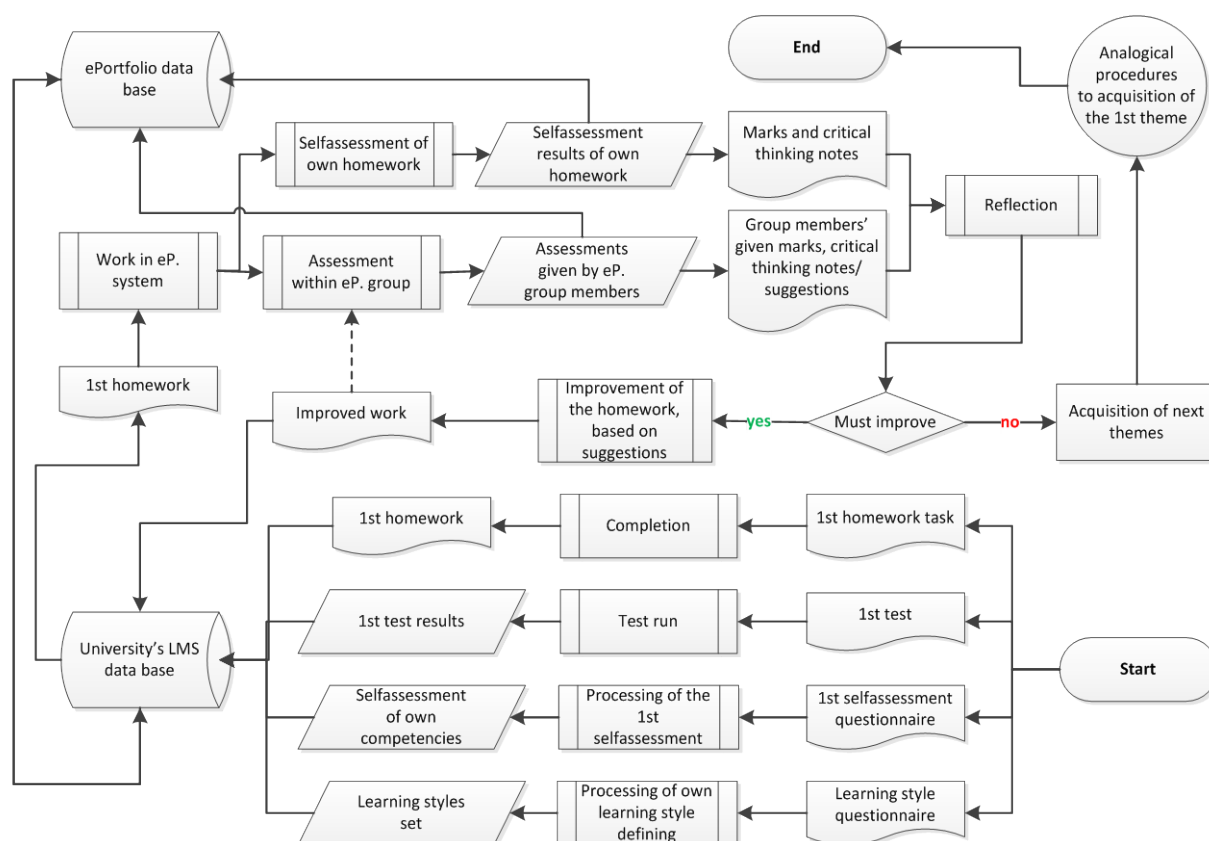 ePortfolio data
base
End
Analogical
procedures
to acquisition of
the 1st theme
Selfassessment of
own homework
Selfassessment
results of own
homework
Marks and critical
thinking notes
Reflection
Work in eP.
system
Assessment
within eP. group
Assessments
given by eP.
group members
Group members’
given marks, critical
thinking notes/
suggestions
1st homework
Improved work
Improvement of
the homework,
based on
suggestions
yes
Must improve
no
Acquisition of next
themes
1st homework
Completion
1st homework task
1st test results
Test run
1st test
University’s LMS
data base
Start
Selfassessment
of own
competencies
Processing of the
1st
selfassessment
1st selfassessment
questionnaire
Learning styles
set
Processing of own
learning style
defining
Learning style
questionnaire